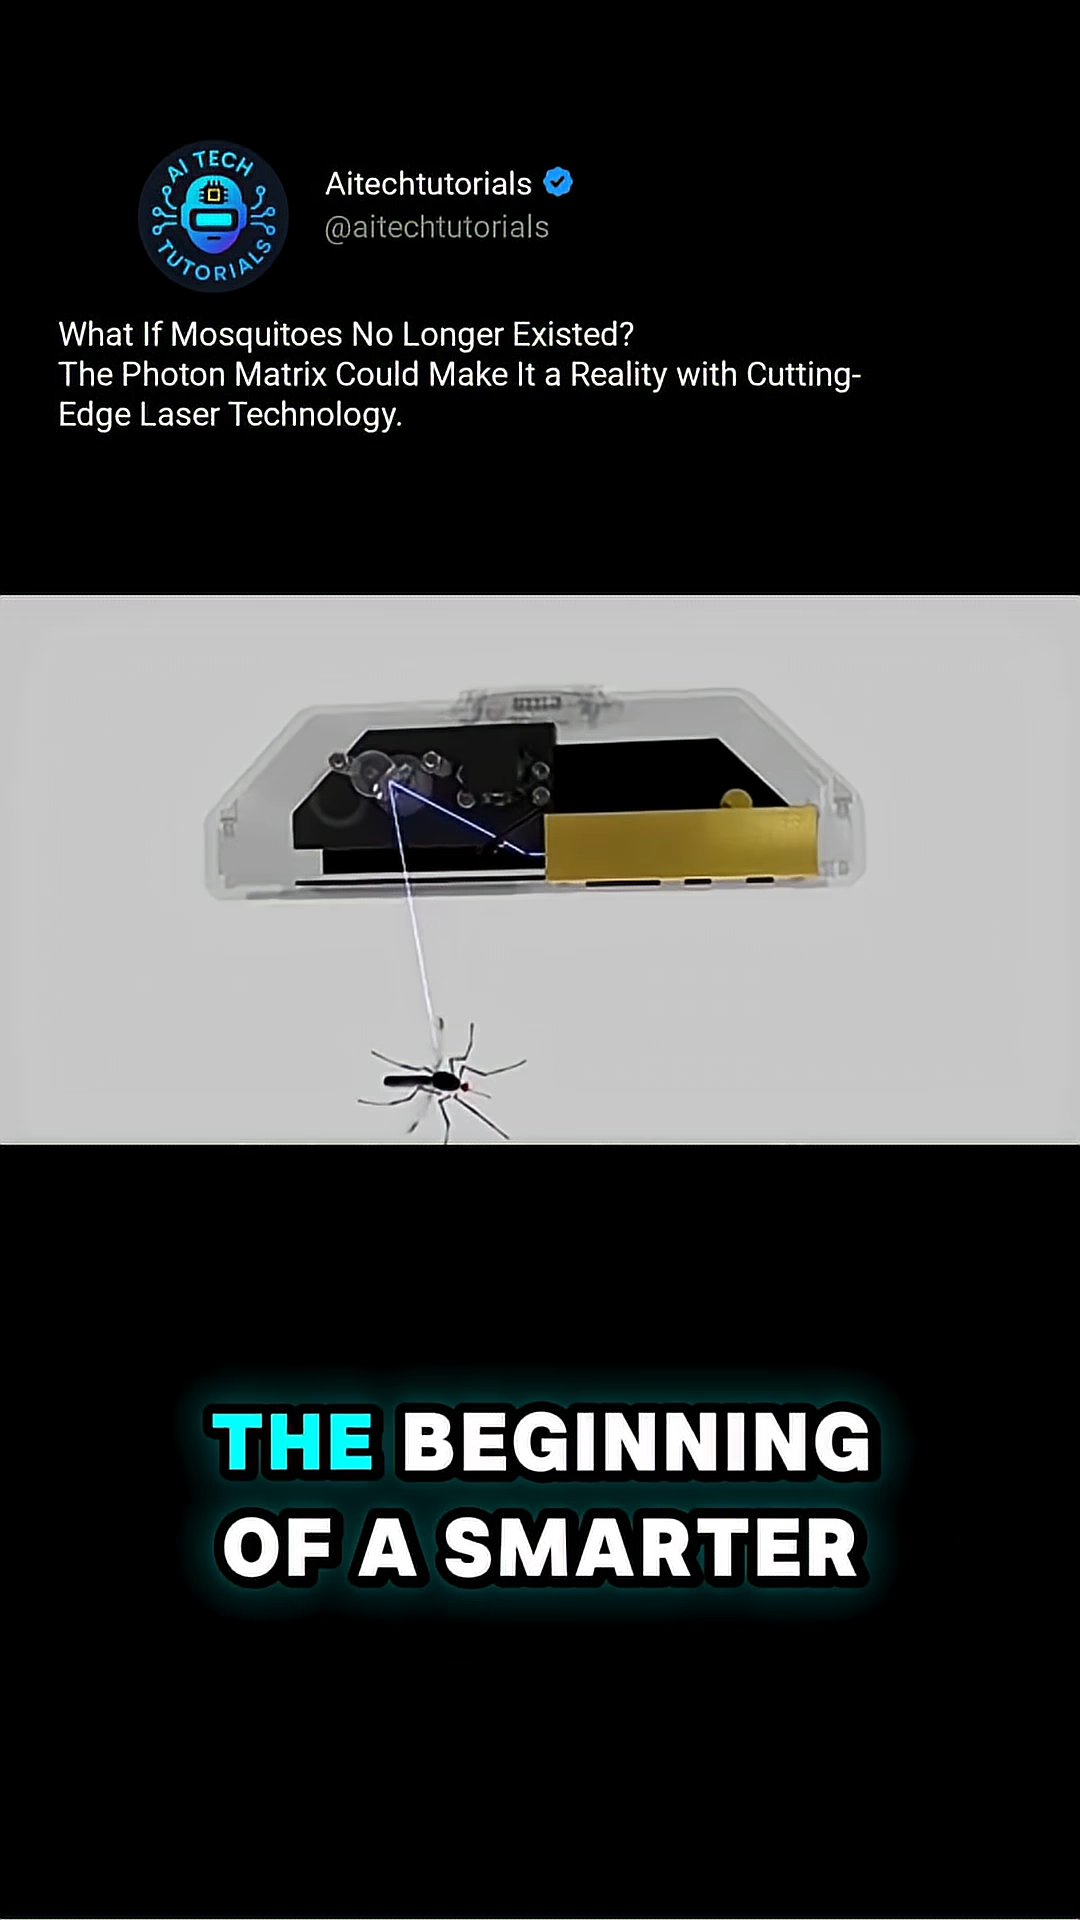 AI TECH
TUTORIALS
Aitechtutorials
@aitechtutorials
What If Mosquitoes No Longer Existed?
The Photon Matrix Could Make It a Reality with Cutting-
Edge Laser Technology.
THE BEGINNING
OF A SMARTER